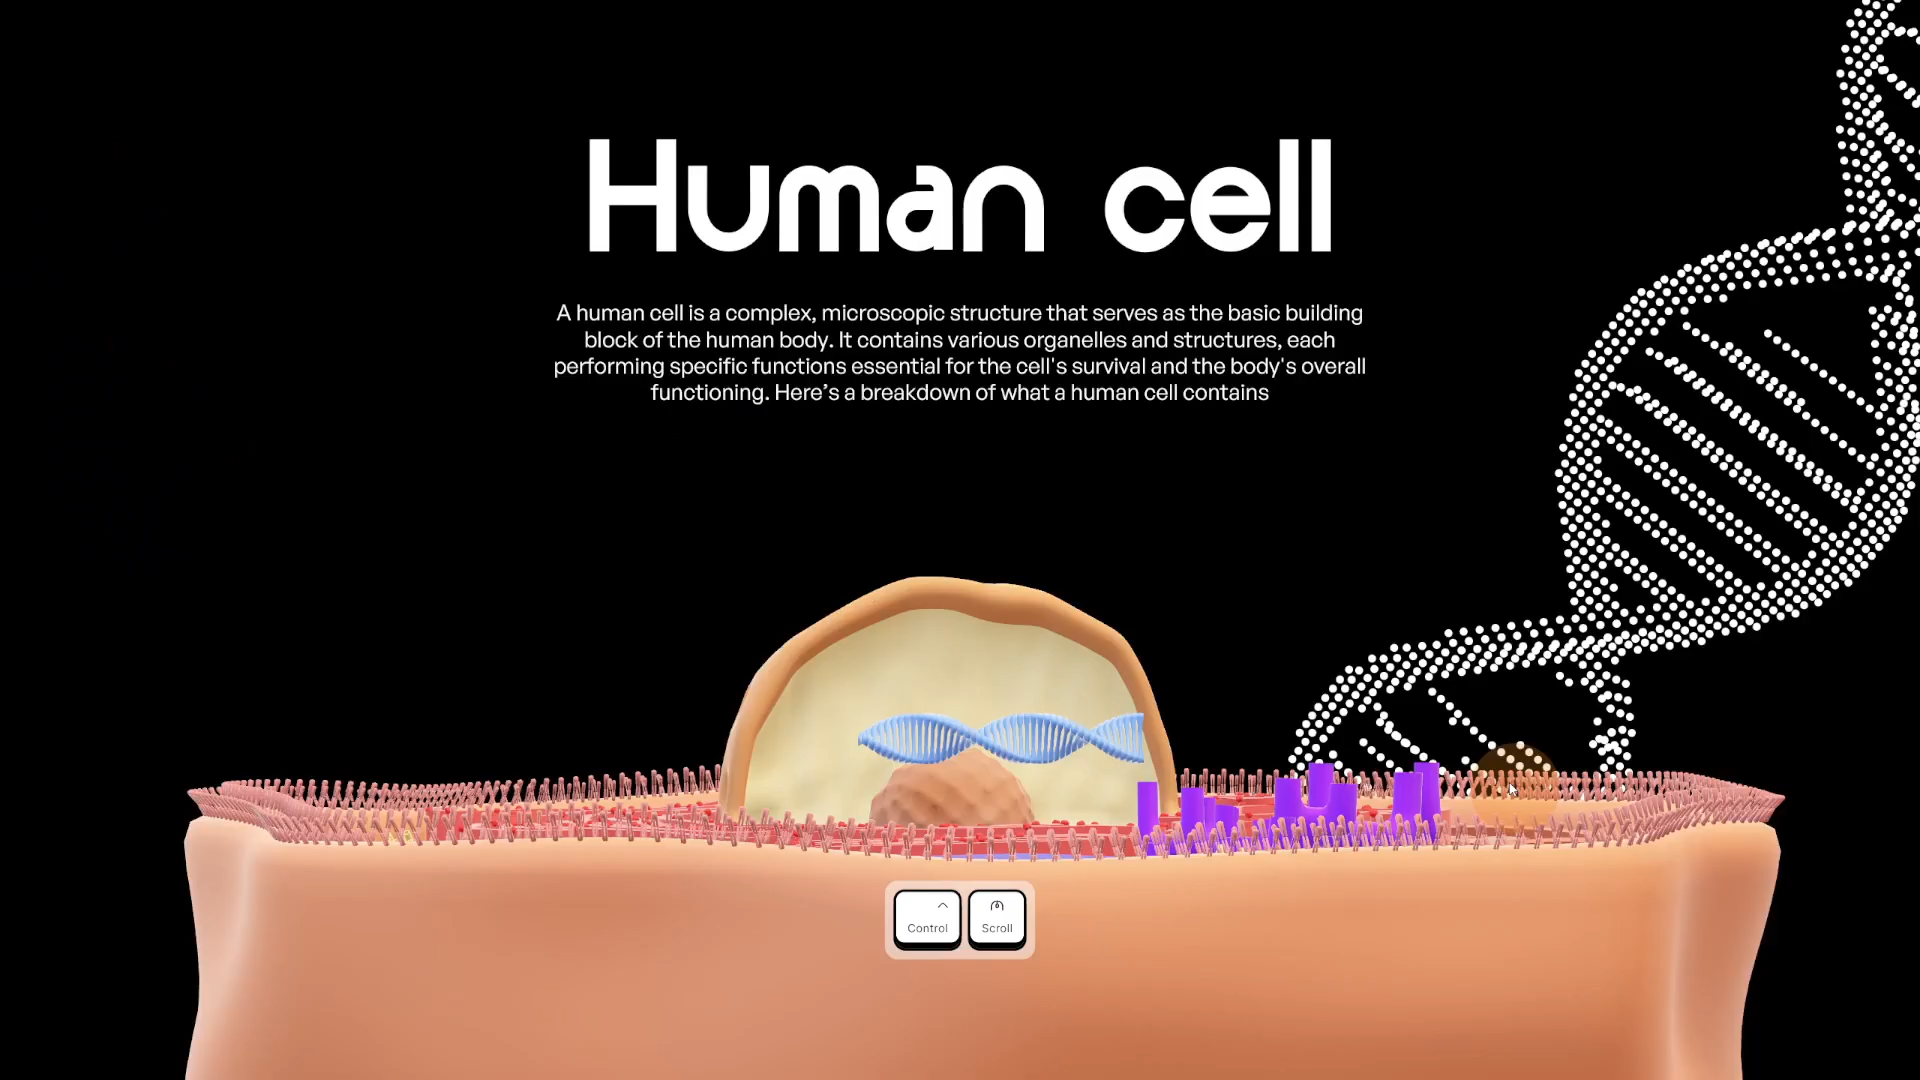 Human cell
A human cell is a complex, microscopic structure that serves as the basic building
block of the human body. It contains various organelles and structures, each
performing specific functions essential for the cell's survival and the body's overall
functioning. Here’s a breakdown of what a human cell contains
Control Scroll